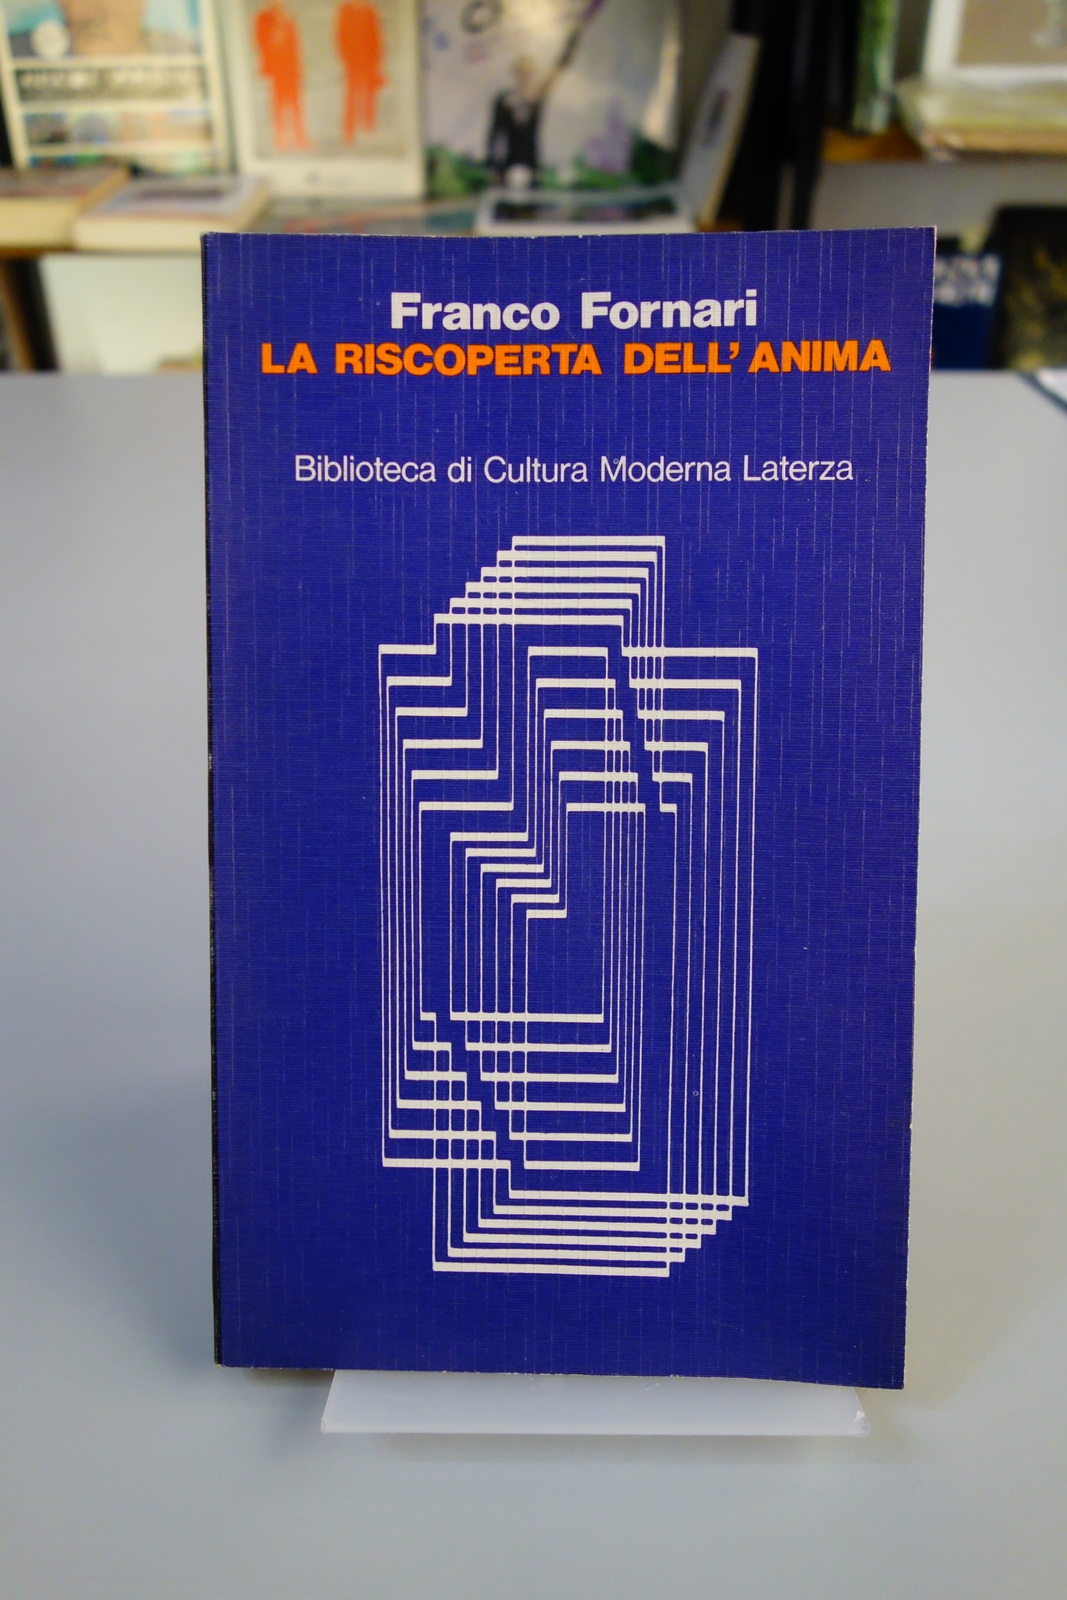 Franco Fornari
LA RISCOPERTA DELL'ANIMA
Biblioteca di Cultura Moderna Laterza